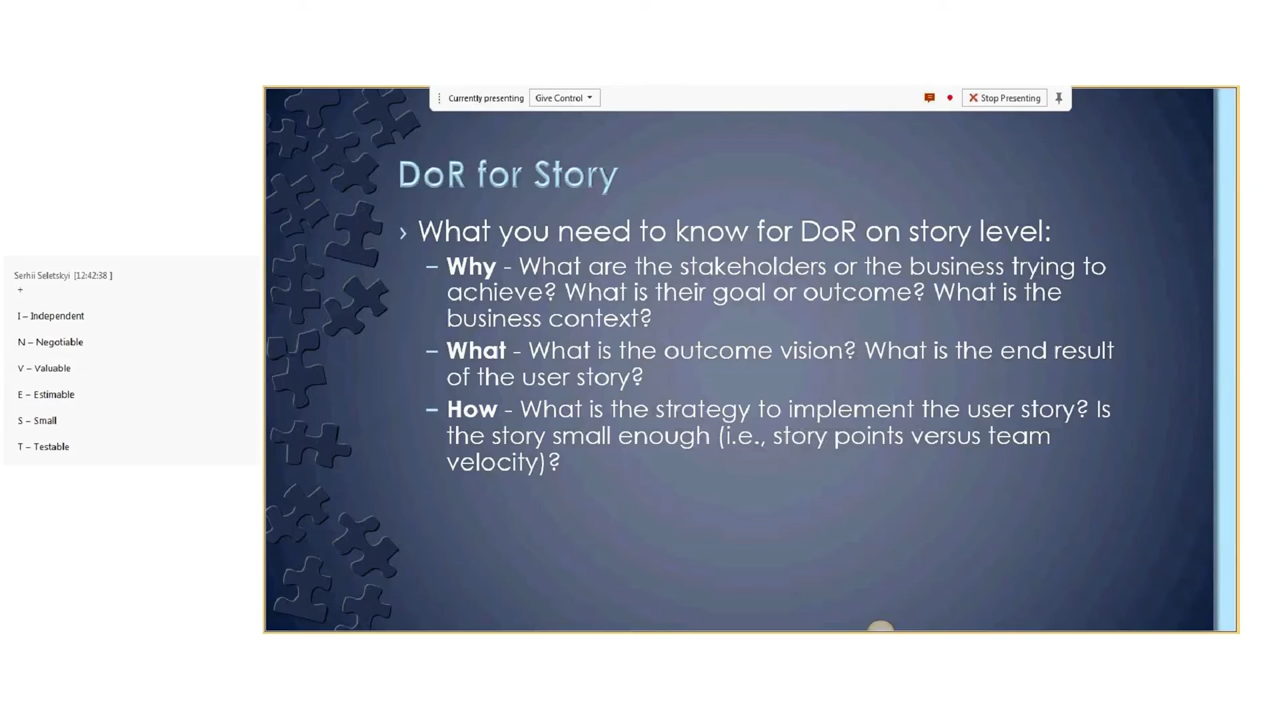 Currently presenting Give Control Stop Presenting
DoR for Story
› What you need to know for DoR on story level:
– Why - What are the stakeholders or the business trying to
achieve? What is their goal or outcome? What is the
business context?
– What - What is the outcome vision? What is the end result
of the user story?
– How - What is the strategy to implement the user story? Is
the story small enough (i.e., story points versus team
velocity)?
Serhii Seletskyi [12:42:38 ]
+
I – Independent
N – Negotiable
V – Valuable
E – Estimable
S – Small
T – Testable